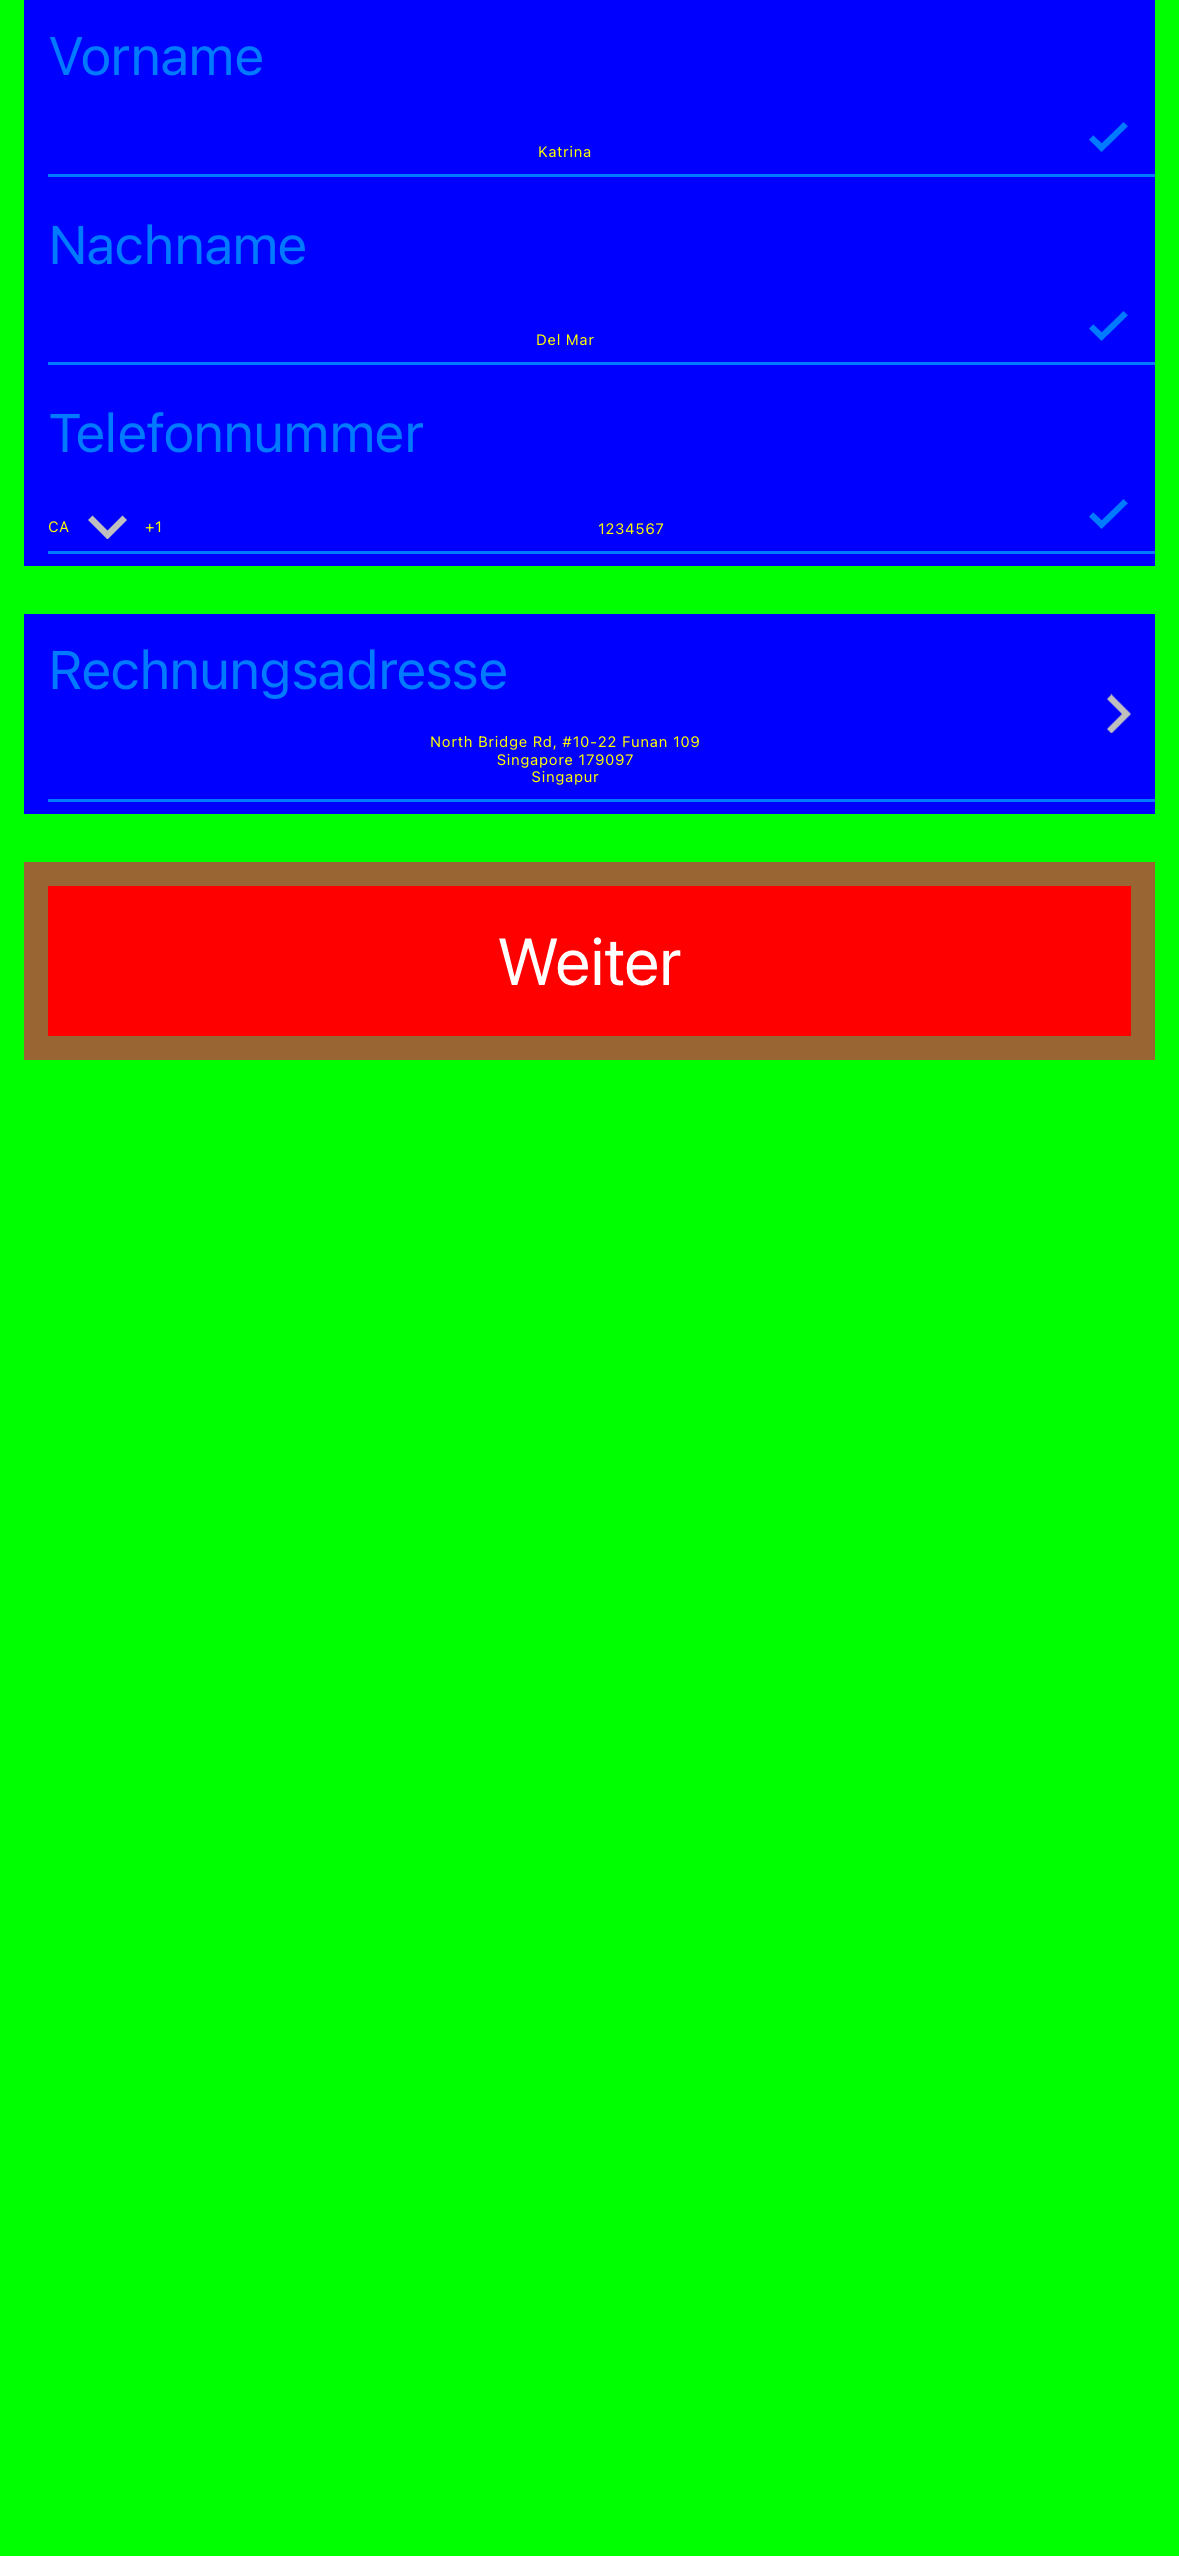 Vorname
Katrina
Nachname
Del Mar
Telefonnummer
CA +1 1234567
Rechnungsadresse
North Bridge Rd, #10-22 Funan 109
Singapore 179097
Singapur
Weiter